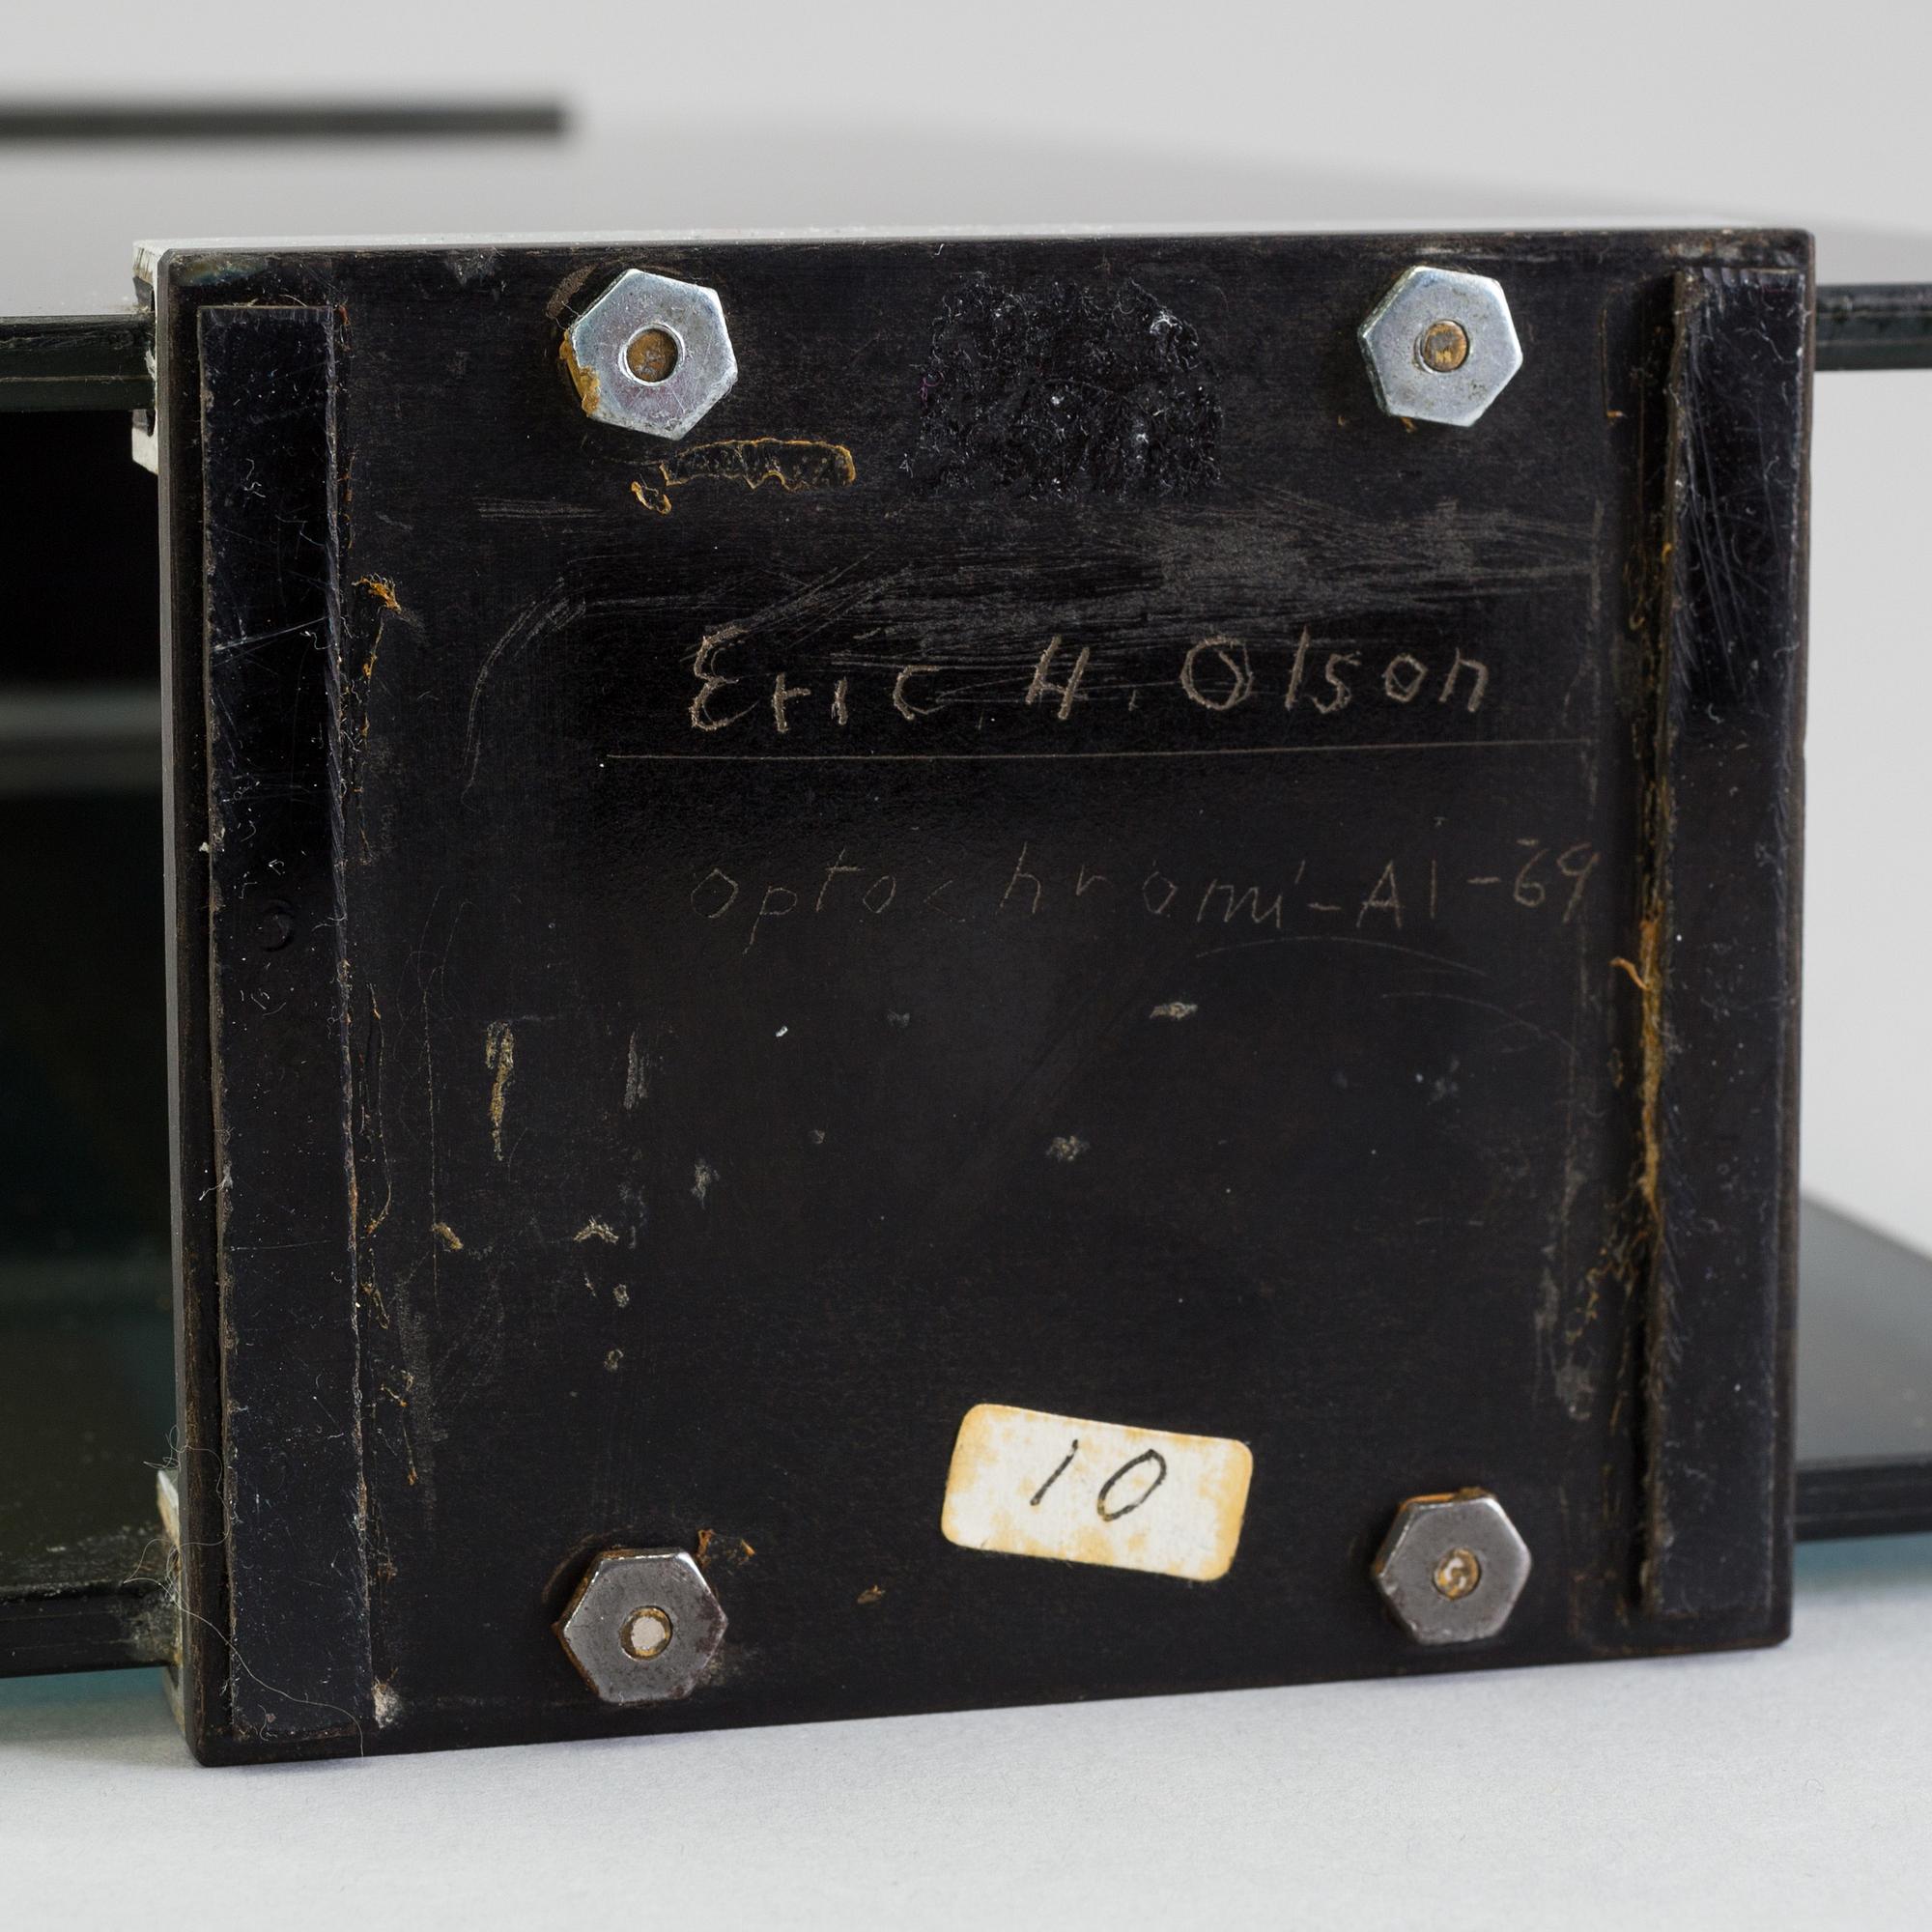 Eric H. Olson
optochromi-A1-69
10